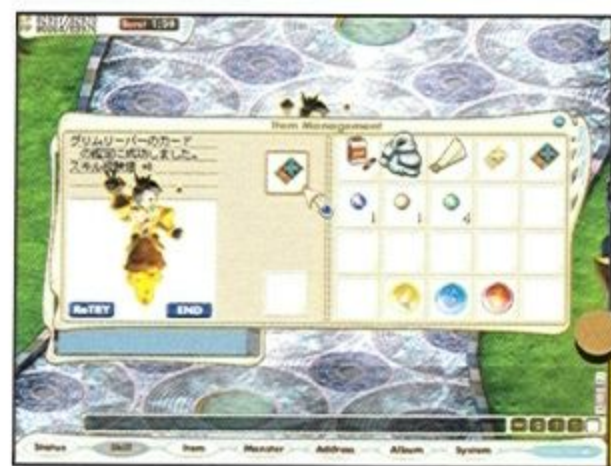 Item Management
グリムリーパーのカード
の鑑定に成功しました。
ReTRY
END
Status
Skill
Item
Monster
Address
Album
System